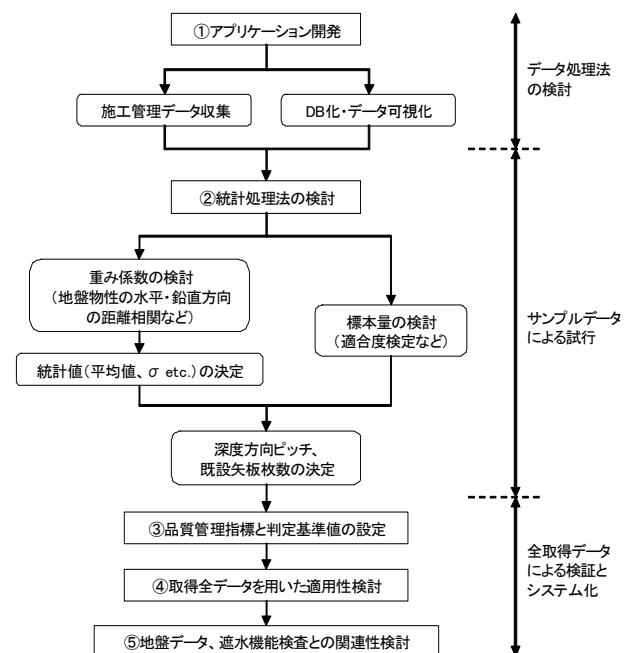 ①アプリケーション開発
施工管理データ収集
DB化・データ可視化
データ処理法
の検討
②統計処理法の検討
重み係数の検討
(地盤物性の水平・鉛直方向
の距離相関など)
統計値(平均値、σ etc.)の決定
標本量の検討
(適合度検定など)
サンプルデータ
による試行
深度方向ピッチ、
既設矢板枚数の決定
③品質管理指標と判定基準値の設定
④取得全データを用いた適用性検討
⑤地盤データ、遮水機能検査との関連性検討
全取得データ
による検証と
システム化